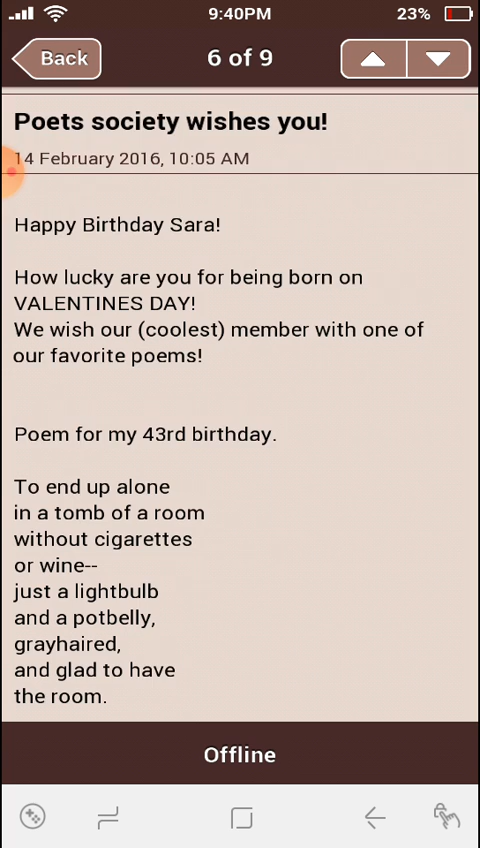 9:40PM
23%
Back
6 of 9
Poets society wishes you!
14 February 2016, 10:05 AM
Happy Birthday Sara!
How lucky are you for being born on
VALENTINES DAY!
We wish our (coolest) member with one of
our favorite poems!
Poem for my 43rd birthday.
To end up alone
in a tomb of a room
without cigarettes
or wine--
just a lightbulb
and a potbelly,
grayhaired,
and glad to have
the room.
Offline